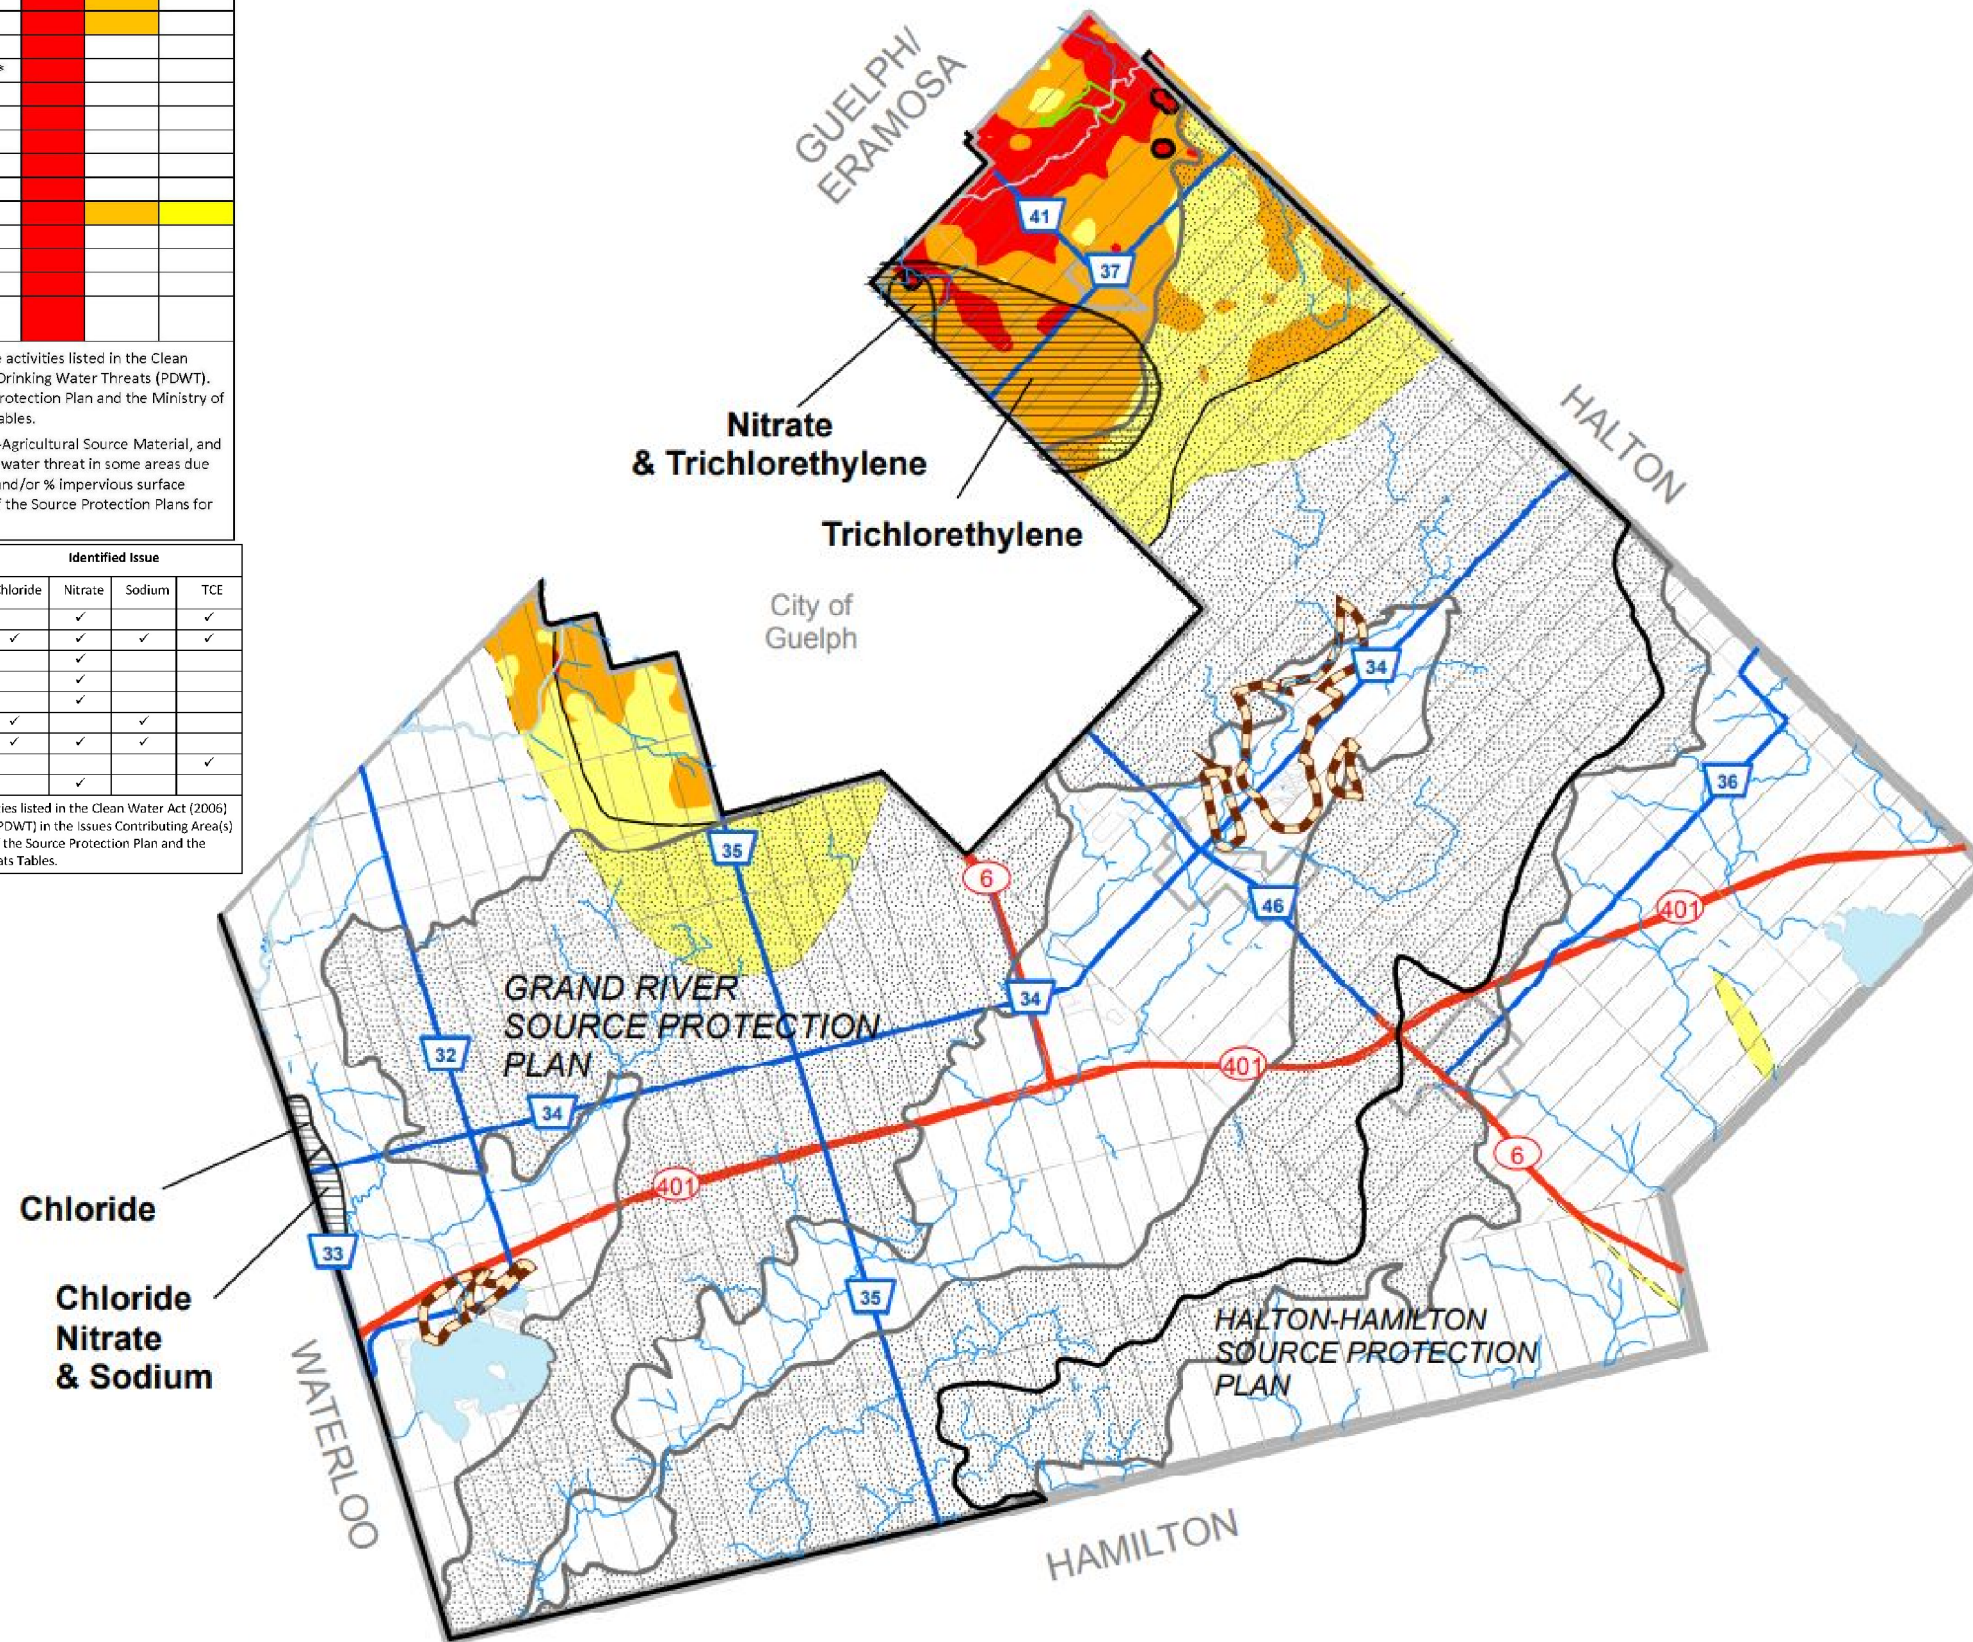 *
e activities listed in the Clean
Drinking Water Threats (PDWT).
rotection Plan and the Ministry of
ables.
-Agricultural Source Material, and
water threat in some areas due
and/or % impervious surface
f the Source Protection Plans for
Identified Issue
Chloride Nitrate Sodium TCE
✓ ✓
✓ ✓ ✓ ✓
✓
✓
✓
✓ ✓
✓ ✓ ✓
✓
✓
ies listed in the Clean Water Act (2006)
PDWT) in the Issues Contributing Area(s)
the Source Protection Plan and the
ats Tables.
GUELPH/
ERAMOSA
41
37
Nitrate
& Trichlorethylene
Trichlorethylene
HALTON
City of
Guelph
34
36
35
6
46
401
GRAND RIVER
SOURCE PROTECTION
PLAN
34
32
401
34
6
401
Chloride
33
Chloride
Nitrate
& Sodium
35
HALTON-HAMILTON
SOURCE PROTECTION
PLAN
WATERLOO
HAMILTON